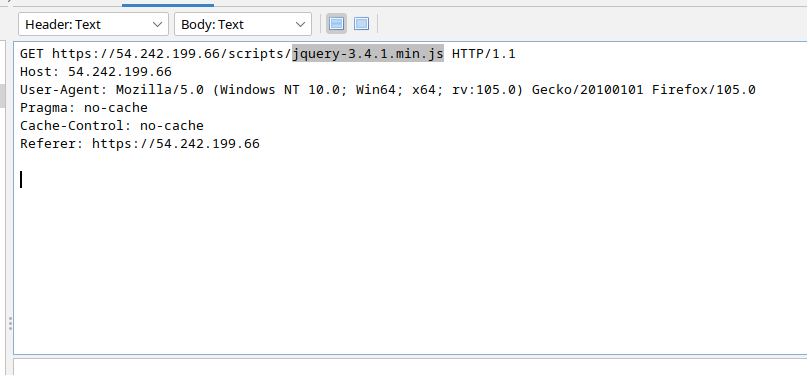 Header: Text Body: Text
GET https://54.242.199.66/scripts/jquery-3.4.1.min.js HTTP/1.1
Host: 54.242.199.66
User-Agent: Mozilla/5.0 (Windows NT 10.0; Win64; x64; rv:105.0) Gecko/20100101 Firefox/105.0
Pragma: no-cache
Cache-Control: no-cache
Referer: https://54.242.199.66